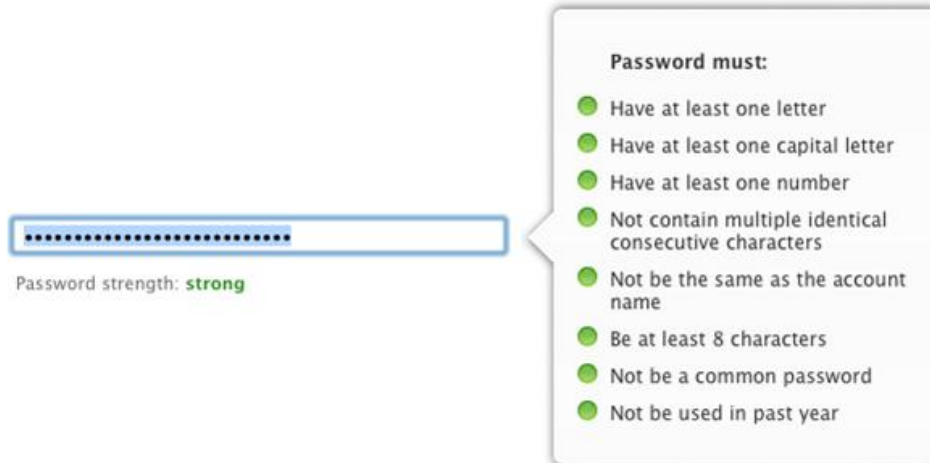 Password must:
Have at least one letter
Have at least one capital letter
Have at least one number
Not contain multiple identical
consecutive characters
Not be the same as the account
name
Be at least 8 characters
Not be a common password
Not be used in past year
Password strength: strong